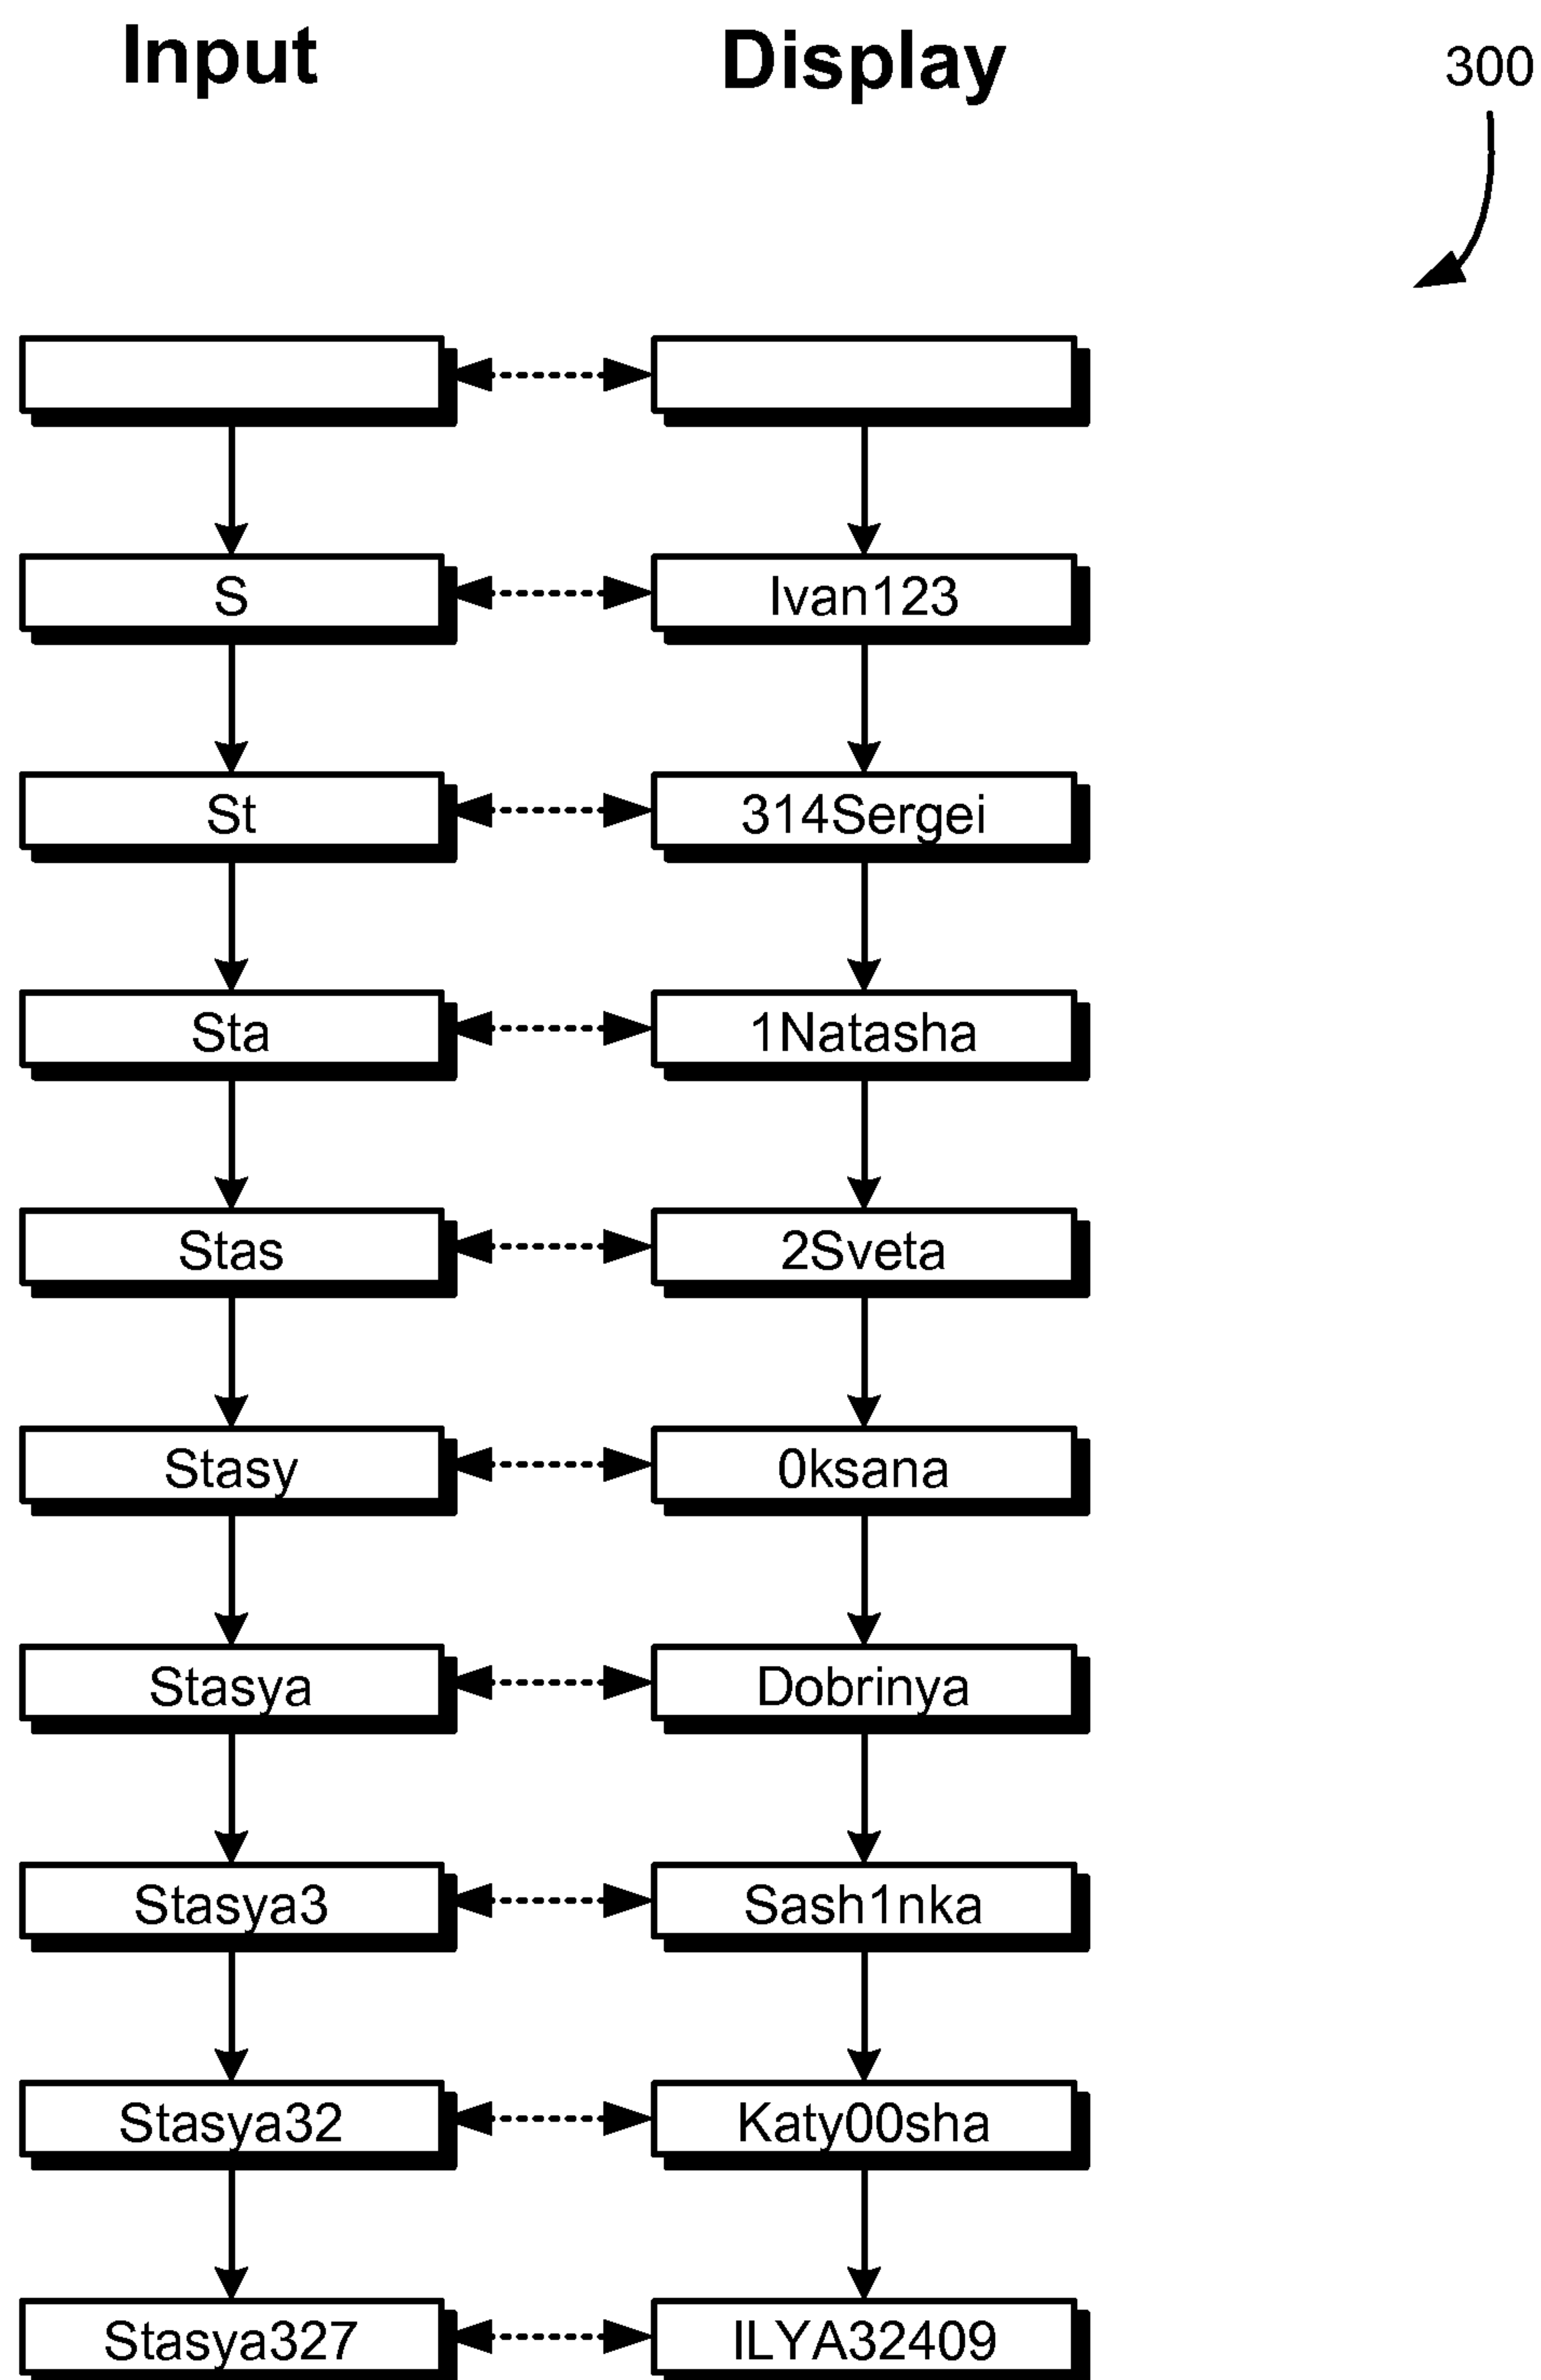 Input Display 300
S Ivan123
St 314Sergei
Sta 1Natasha
Stas 2Sveta
Stasy 0ksana
Stasya Dobrinya
Stasya3 Sash1nka
Stasya32 Katy00sha
Stasya327 ILYA32409